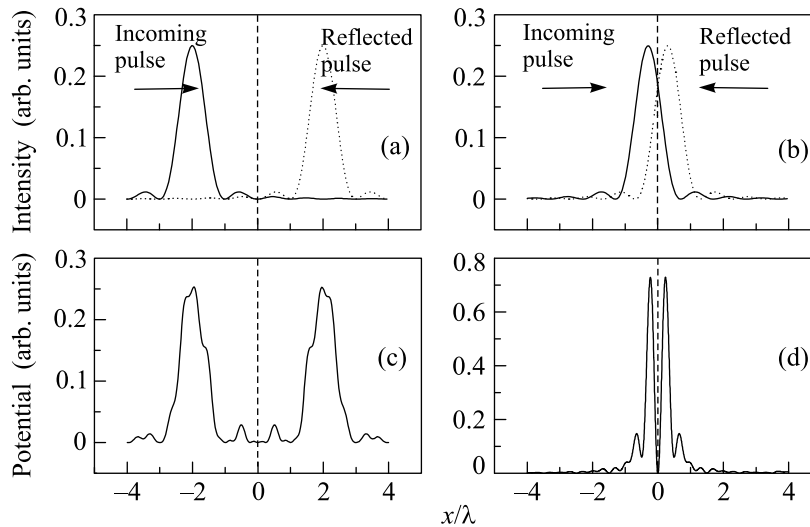 Intensity (arb. units)
0.3
0.2
0.1
0
Incoming
pulse
Reflected
pulse
(a)
0.3
0.2
0.1
0
Incoming
pulse
Reflected
pulse
(b)
Potential (arb. units)
0.3
0.2
0.1
0
(c)
–4 –2 0 2 4
0.8
0.6
0.4
0.2
0
(d)
–4 –2 0 2 4
x/λ